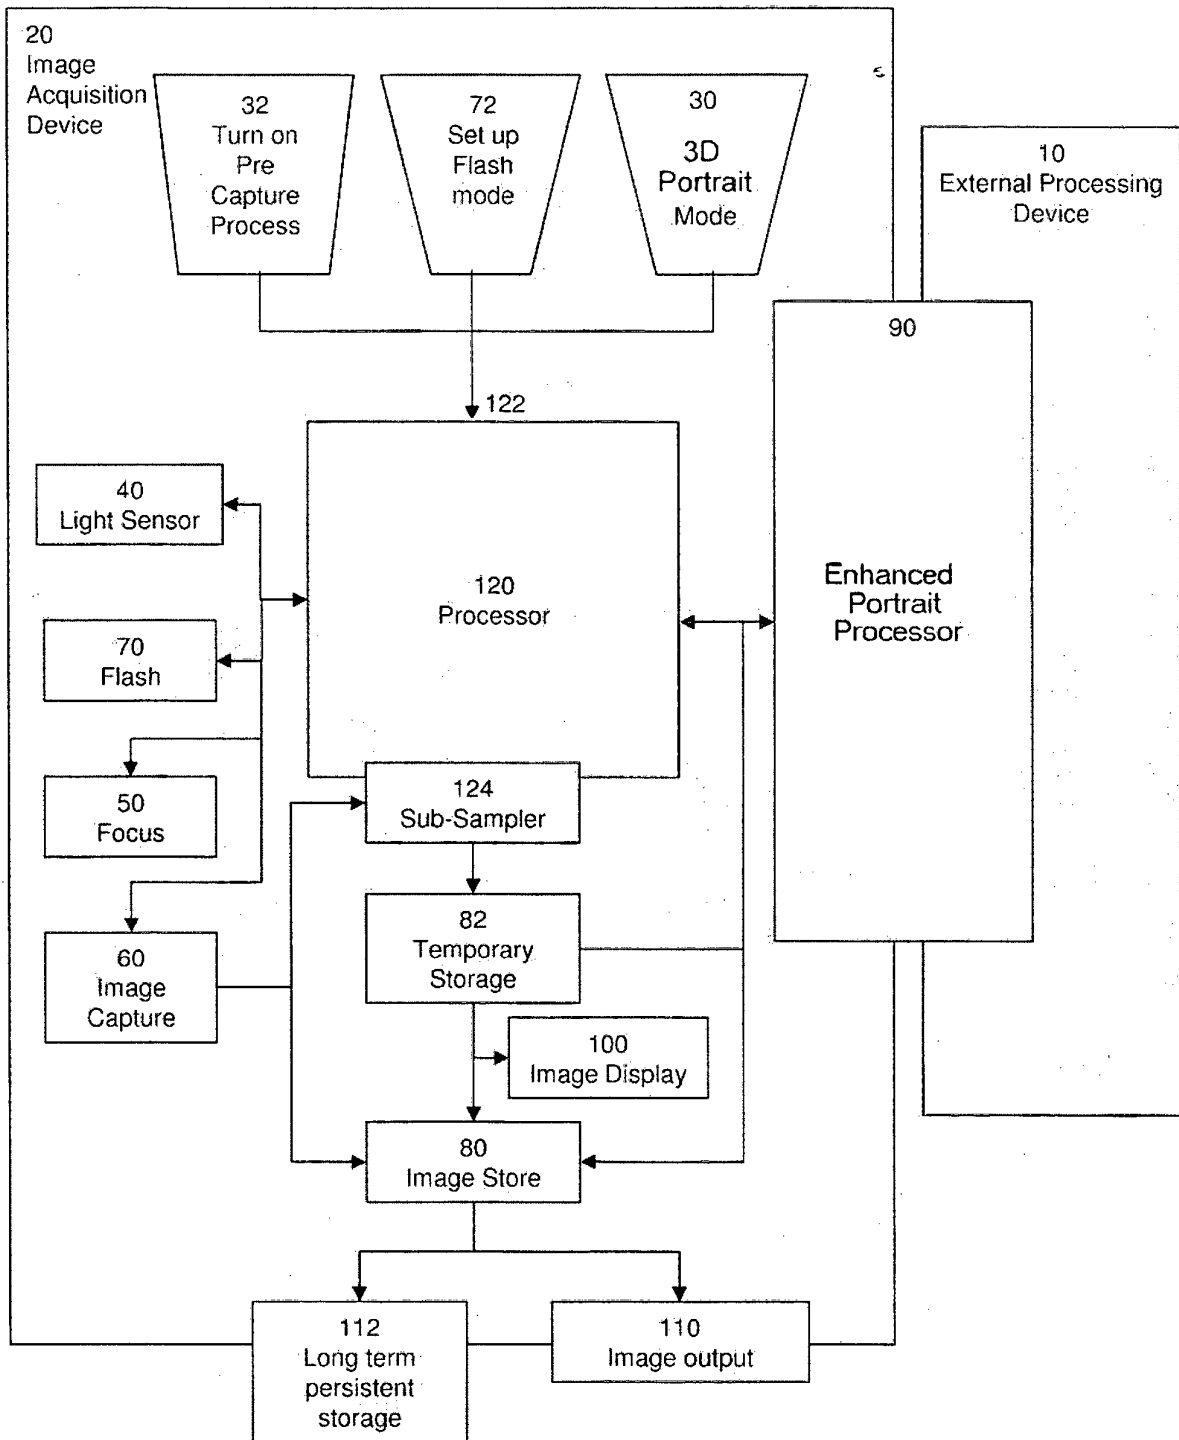 20
Image
Acquisition
Device
32
Turn on
Pre
Capture
Process
72
Set up
Flash
mode
30
3D
Portrait
Mode
10
External Processing
Device
90
Enhanced
Portrait
Processor
122
120
Processor
40
Light Sensor
70
Flash
50
Focus
60
Image
Capture
124
Sub-Sampler
82
Temporary
Storage
100
Image Display
80
Image Store
112
Long term
persistent
storage
110
Image output